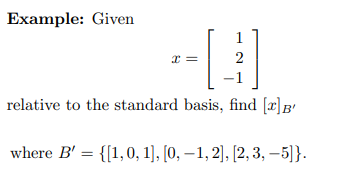 Example: Given
x = [ 1
2
−1 ]
relative to the standard basis, find [x]B′
where B′ = {[1, 0, 1], [0, −1, 2], [2, 3, −5]}.